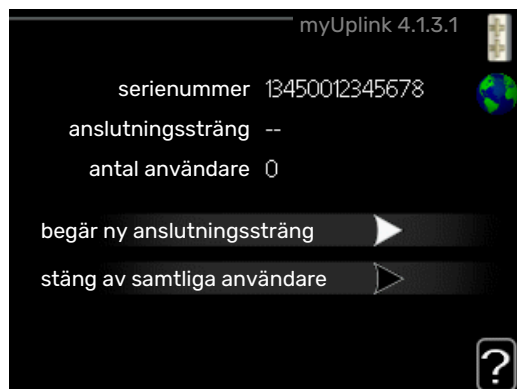 myUplink 4.1.3.1
serienummer 13450012345678
anslutningssträng --
antal användare 0
begär ny anslutningssträng
stäng av samtliga användare
?